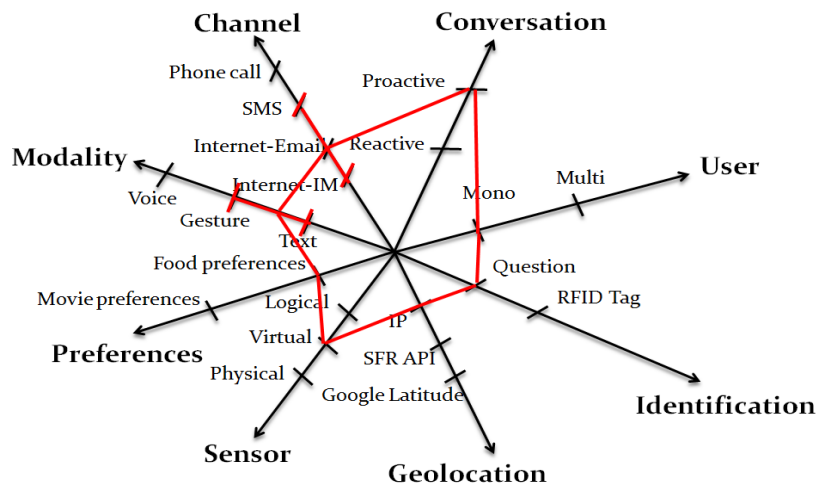 Channel
Conversation
Phone call
Proactive
SMS
Internet-Email
Reactive
Modality
User
Internet-IM
Mono
Multi
Voice
Gesture
Text
Food preferences
Question
Movie preferences
Logical
IP
RFID Tag
Virtual
Preferences
SFR API
Physical
Google Latitude
Identification
Sensor
Geolocation